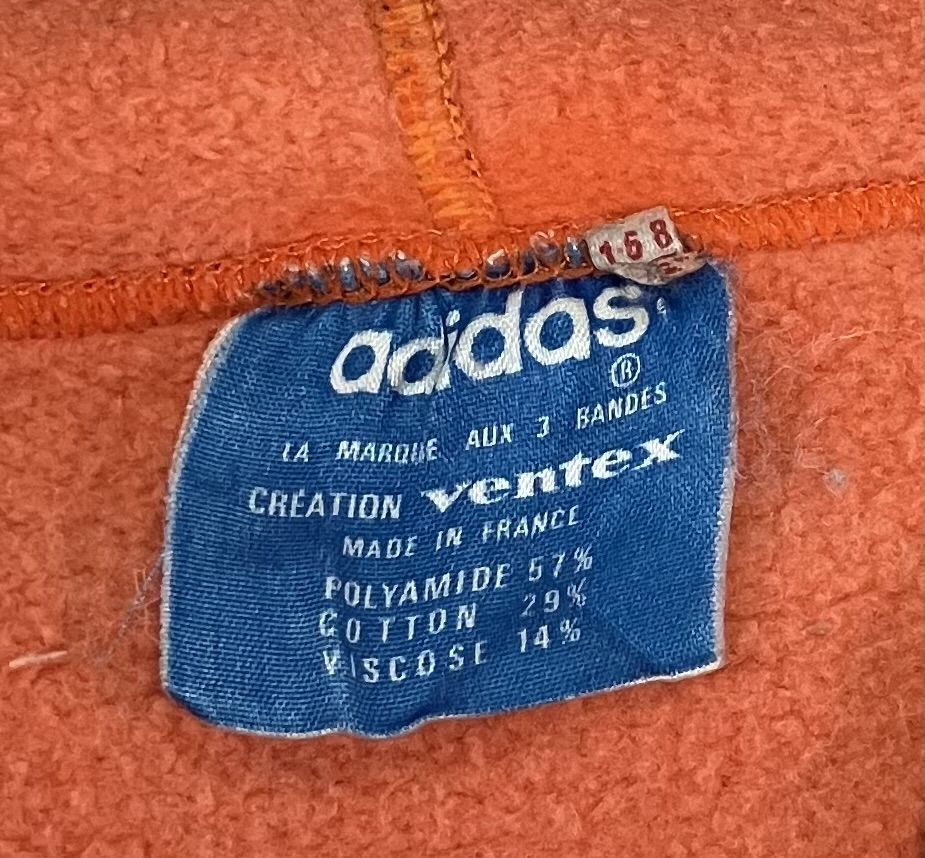 168
adidas
®
LA MARQUE AUX 3 BANDES
CRÉATION ventex
MADE IN FRANCE
POLYAMIDE 57%
COTTON 29%
VISCOSE 14%